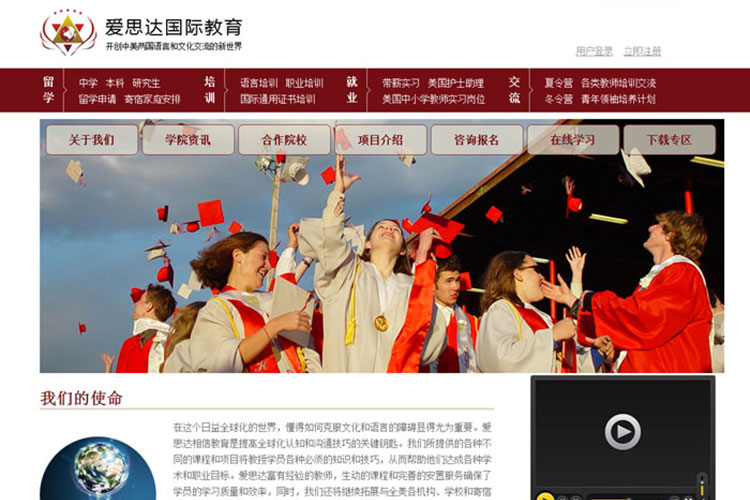 爱思达国际教育
开创中美两国语言和文化交流的新世界
用户登录 立即注册
留学 中学 本科 研究生
留学申请 寄宿家庭安排
培训 语言培训 职业培训
国际通用证书培训
就业 带薪实习 美国护士助理
美国中小学教师实习岗位
交流 夏令营 各类教师培训交流
冬令营 青年领袖培养计划
关于我们 学院资讯 合作院校 项目介绍 咨询报名 在线学习 下载专区
我们的使命
在这个日益全球化的世界，懂得如何克服文化和语言的障碍显得尤为重要。爱
思达相信教育是提高全球化认知和沟通技巧的关键钥匙。我们所提供的各种不
同的课程和项目将教授学员各种必须的知识和技巧，从而帮助他们达成各种学
术和职业目标。爱思达富有经验的教师，生动的课程和完善的安置服务确保了
学员的学习质量和效率，同时，我们还将继续拓展与全美各机构、学校和寄宿